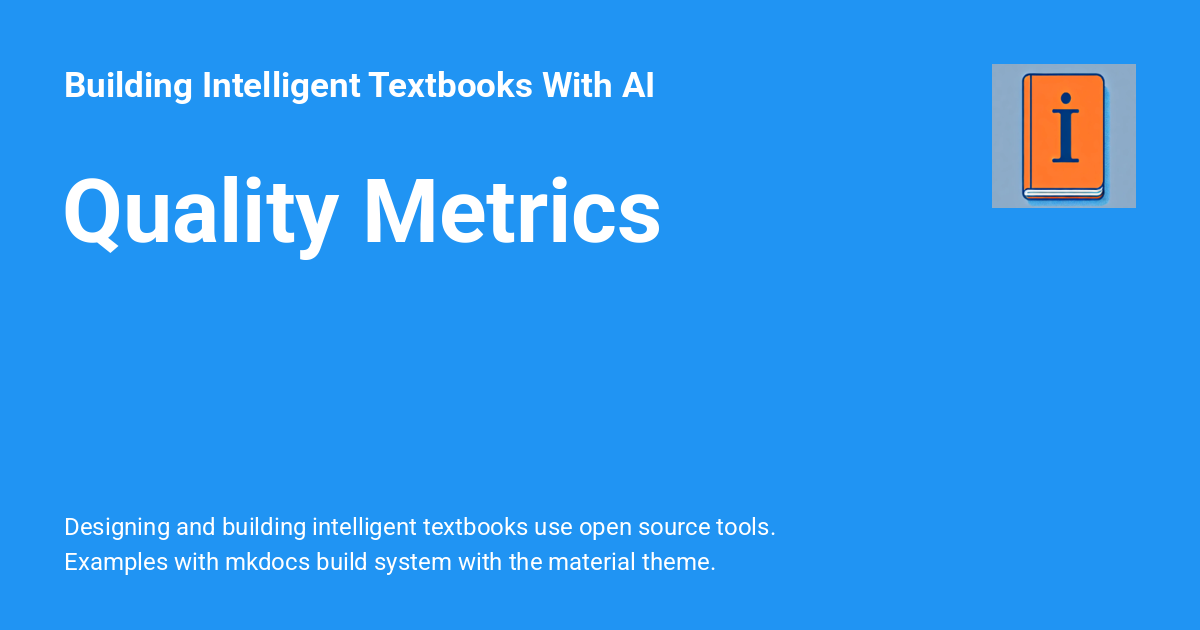 Building Intelligent Textbooks With AI
Quality Metrics
i
Designing and building intelligent textbooks use open source tools.
Examples with mkdocs build system with the material theme.